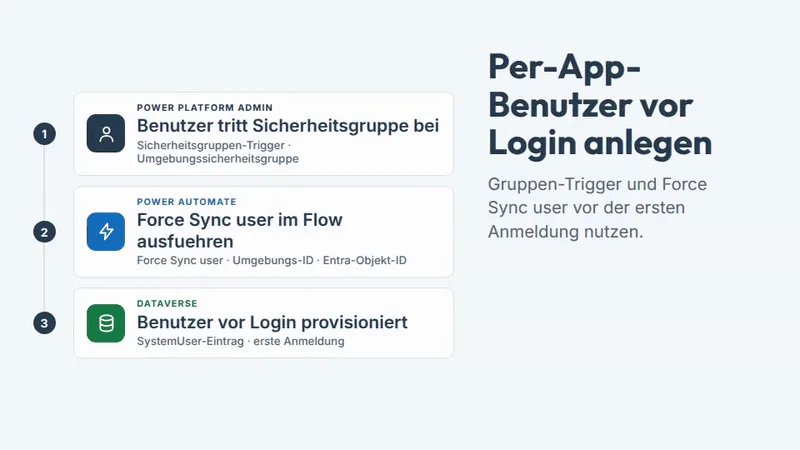 Per-App-
Benutzer vor
Login anlegen
Gruppen-Trigger und Force
Sync user vor der ersten
Anmeldung nutzen.
1
POWER PLATFORM ADMIN
Benutzer tritt Sicherheitsgruppe bei
Sicherheitsgruppen-Trigger ·
Umgebungssicherheitsgruppe
2
POWER AUTOMATE
Force Sync user im Flow
ausfuehren
Force Sync user · Umgebungs-ID · Entra-Objekt-ID
3
DATAVERSE
Benutzer vor Login provisioniert
SystemUser-Eintrag · erste Anmeldung